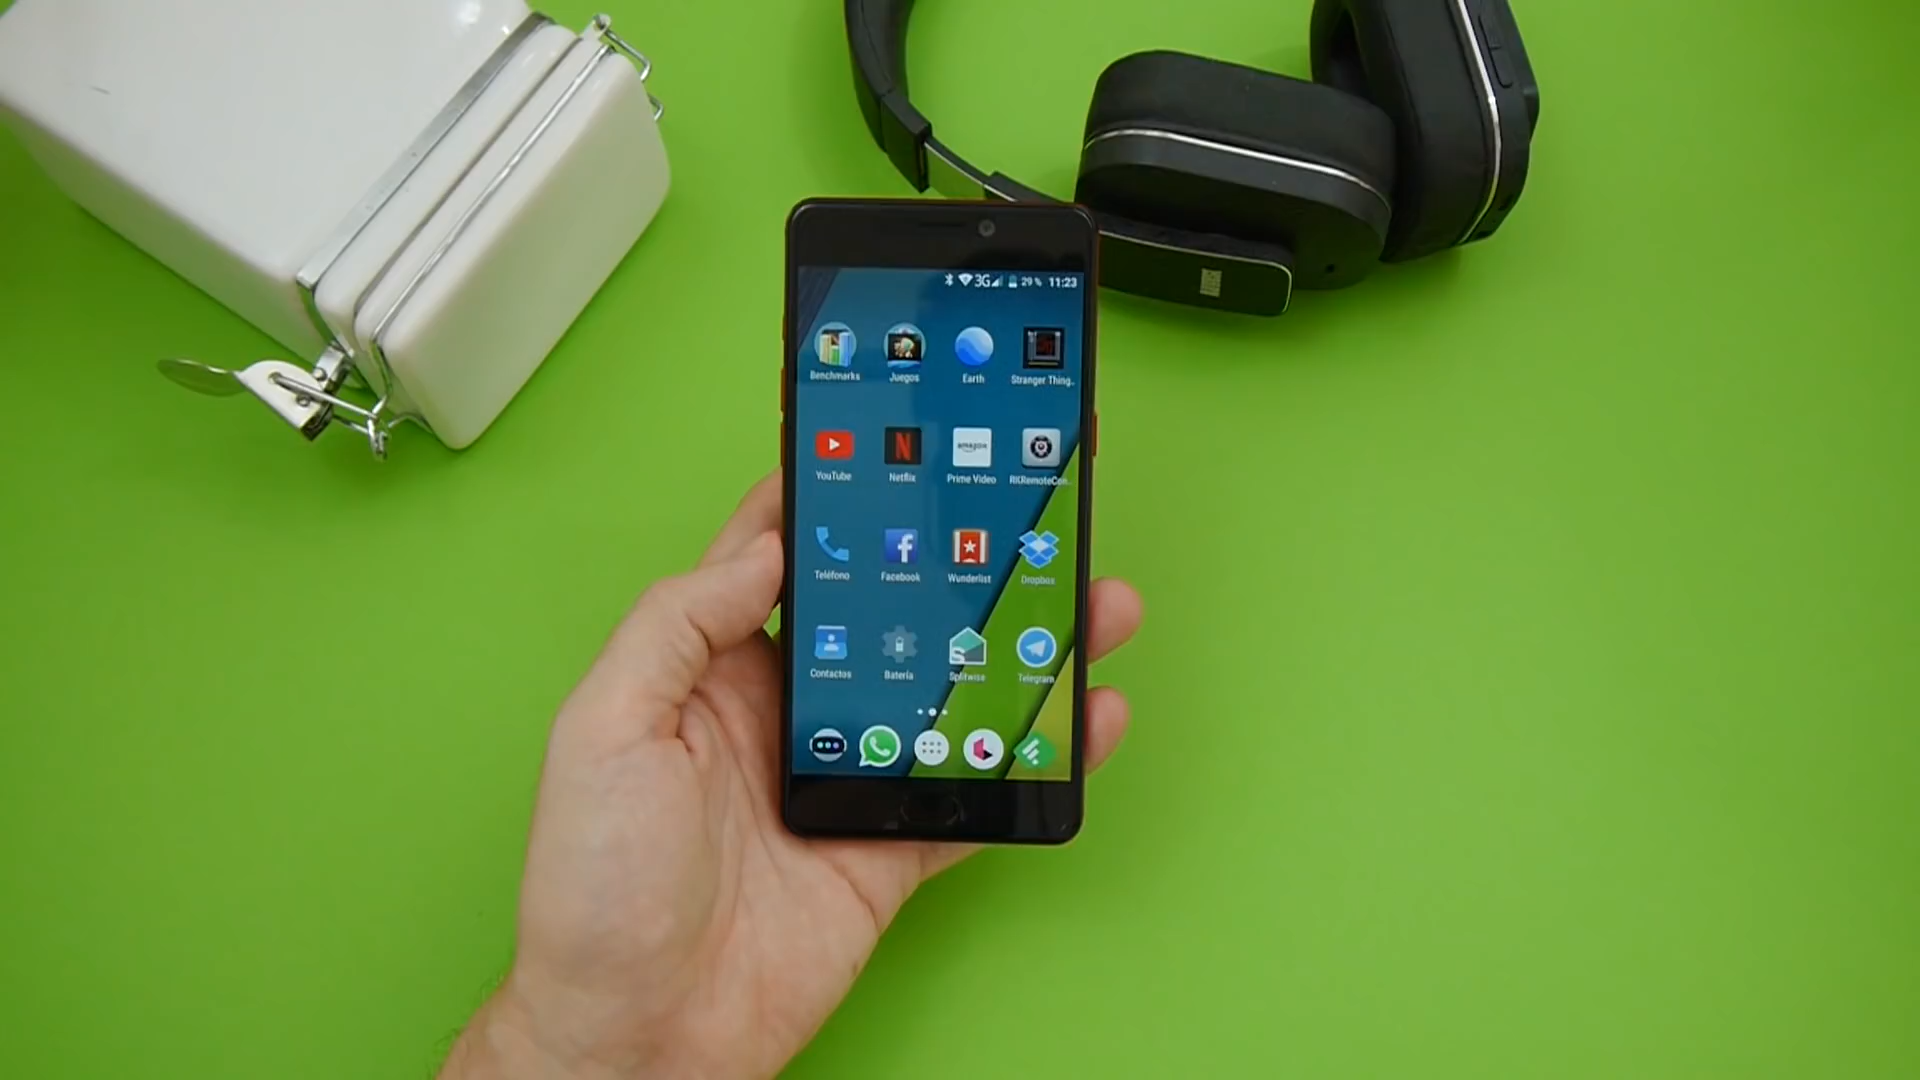 3G 29 % 11:23
Benchmarks Juegos Earth Stranger Thing..
YouTube Netflix Prime Video RKRemoteCon..
Teléfono Facebook Wunderlist Dropbox
Contactos Batería Splitwise Telegram